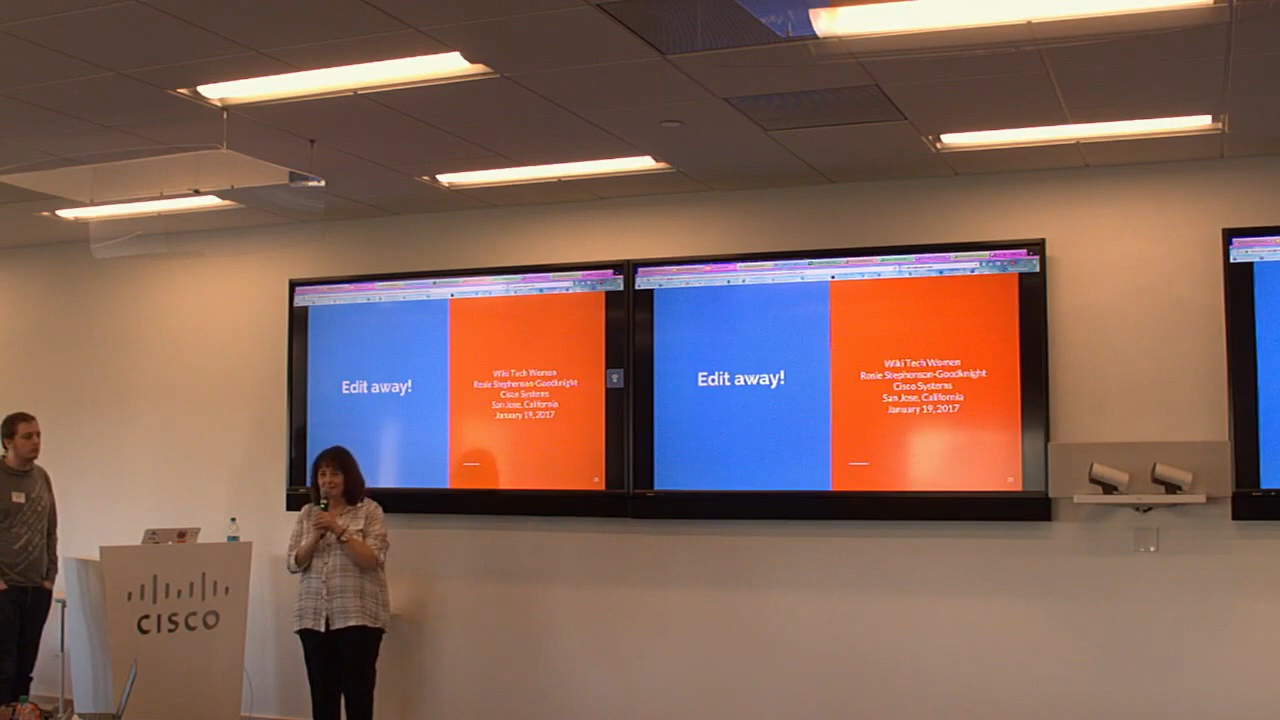 Edit away!
Wiki Tech Women
Rosie Stephenson-Goodknight
Cisco Systems
San Jose, California
January 19, 2017
Edit away!
Wiki Tech Women
Rosie Stephenson-Goodknight
Cisco Systems
San Jose, California
January 19, 2017
CISCO